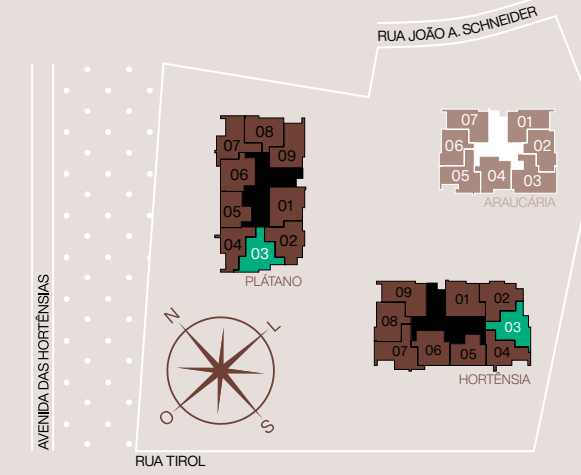 RUA JOÃO A. SCHNEIDER
07
01
06
02
05
04
03
ARAUCÁRIA
08
07
09
06
01
05
04
02
03
PLÁTANO
09
01
02
08
03
07
06
05
04
HORTÊNSIA
N
L
O
S
AVENIDA DAS HORTÊNSIAS
RUA TIROL